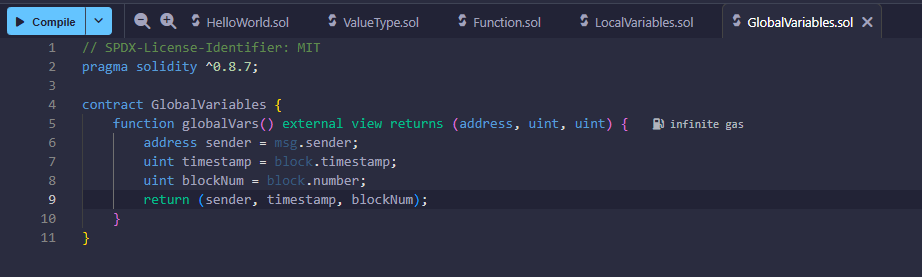 Compile
HelloWorld.sol
ValueType.sol
Function.sol
LocalVariables.sol
GlobalVariables.sol
1 // SPDX-License-Identifier: MIT
2 pragma solidity ^0.8.7;
3
4 contract GlobalVariables {
5 function globalVars() external view returns (address, uint, uint) { infinite gas
6 address sender = msg.sender;
7 uint timestamp = block.timestamp;
8 uint blockNum = block.number;
9 return (sender, timestamp, blockNum);
10 }
11 }